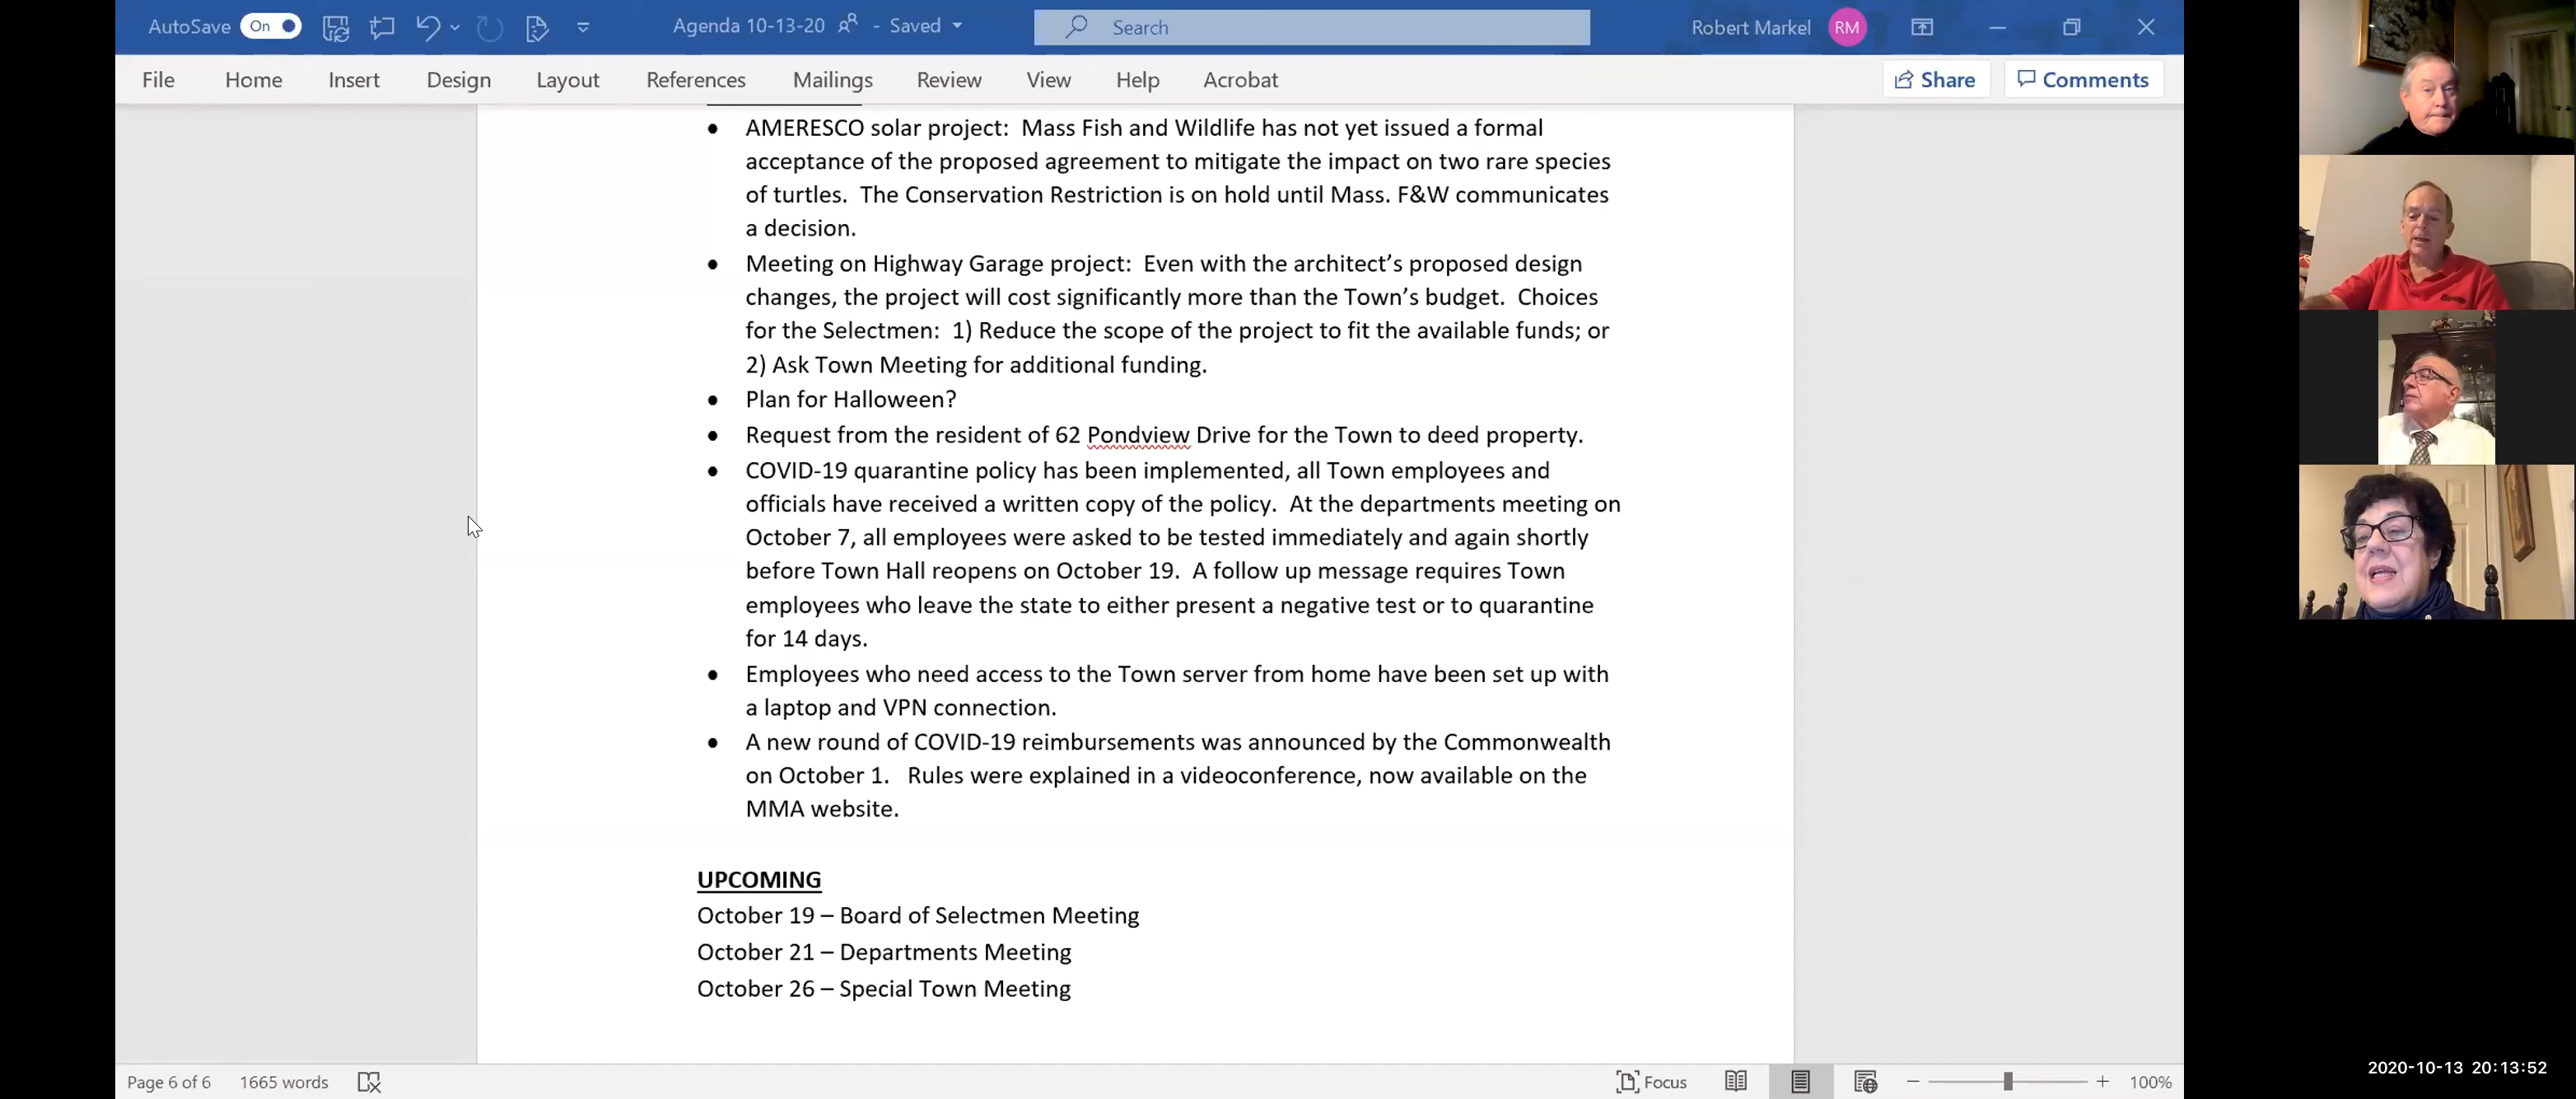 AutoSave On Agenda 10-13-20 - Saved Search Robert Markel RM
File Home Insert Design Layout References Mailings Review View Help Acrobat Share Comments
• AMERESCO solar project:  Mass Fish and Wildlife has not yet issued a formal
acceptance of the proposed agreement to mitigate the impact on two rare species
of turtles.  The Conservation Restriction is on hold until Mass. F&W communicates
a decision.
• Meeting on Highway Garage project:  Even with the architect’s proposed design
changes, the project will cost significantly more than the Town’s budget.  Choices
for the Selectmen:  1) Reduce the scope of the project to fit the available funds; or
2) Ask Town Meeting for additional funding.
• Plan for Halloween?
• Request from the resident of 62 Pondview Drive for the Town to deed property.
• COVID-19 quarantine policy has been implemented, all Town employees and
officials have received a written copy of the policy.  At the departments meeting on
October 7, all employees were asked to be tested immediately and again shortly
before Town Hall reopens on October 19.  A follow up message requires Town
employees who leave the state to either present a negative test or to quarantine
for 14 days.
• Employees who need access to the Town server from home have been set up with
a laptop and VPN connection.
• A new round of COVID-19 reimbursements was announced by the Commonwealth
on October 1.   Rules were explained in a videoconference, now available on the
MMA website.
UPCOMING
October 19 – Board of Selectmen Meeting
October 21 – Departments Meeting
October 26 – Special Town Meeting
Page 6 of 6 1665 words Focus 100%
2020-10-13 20:13:52